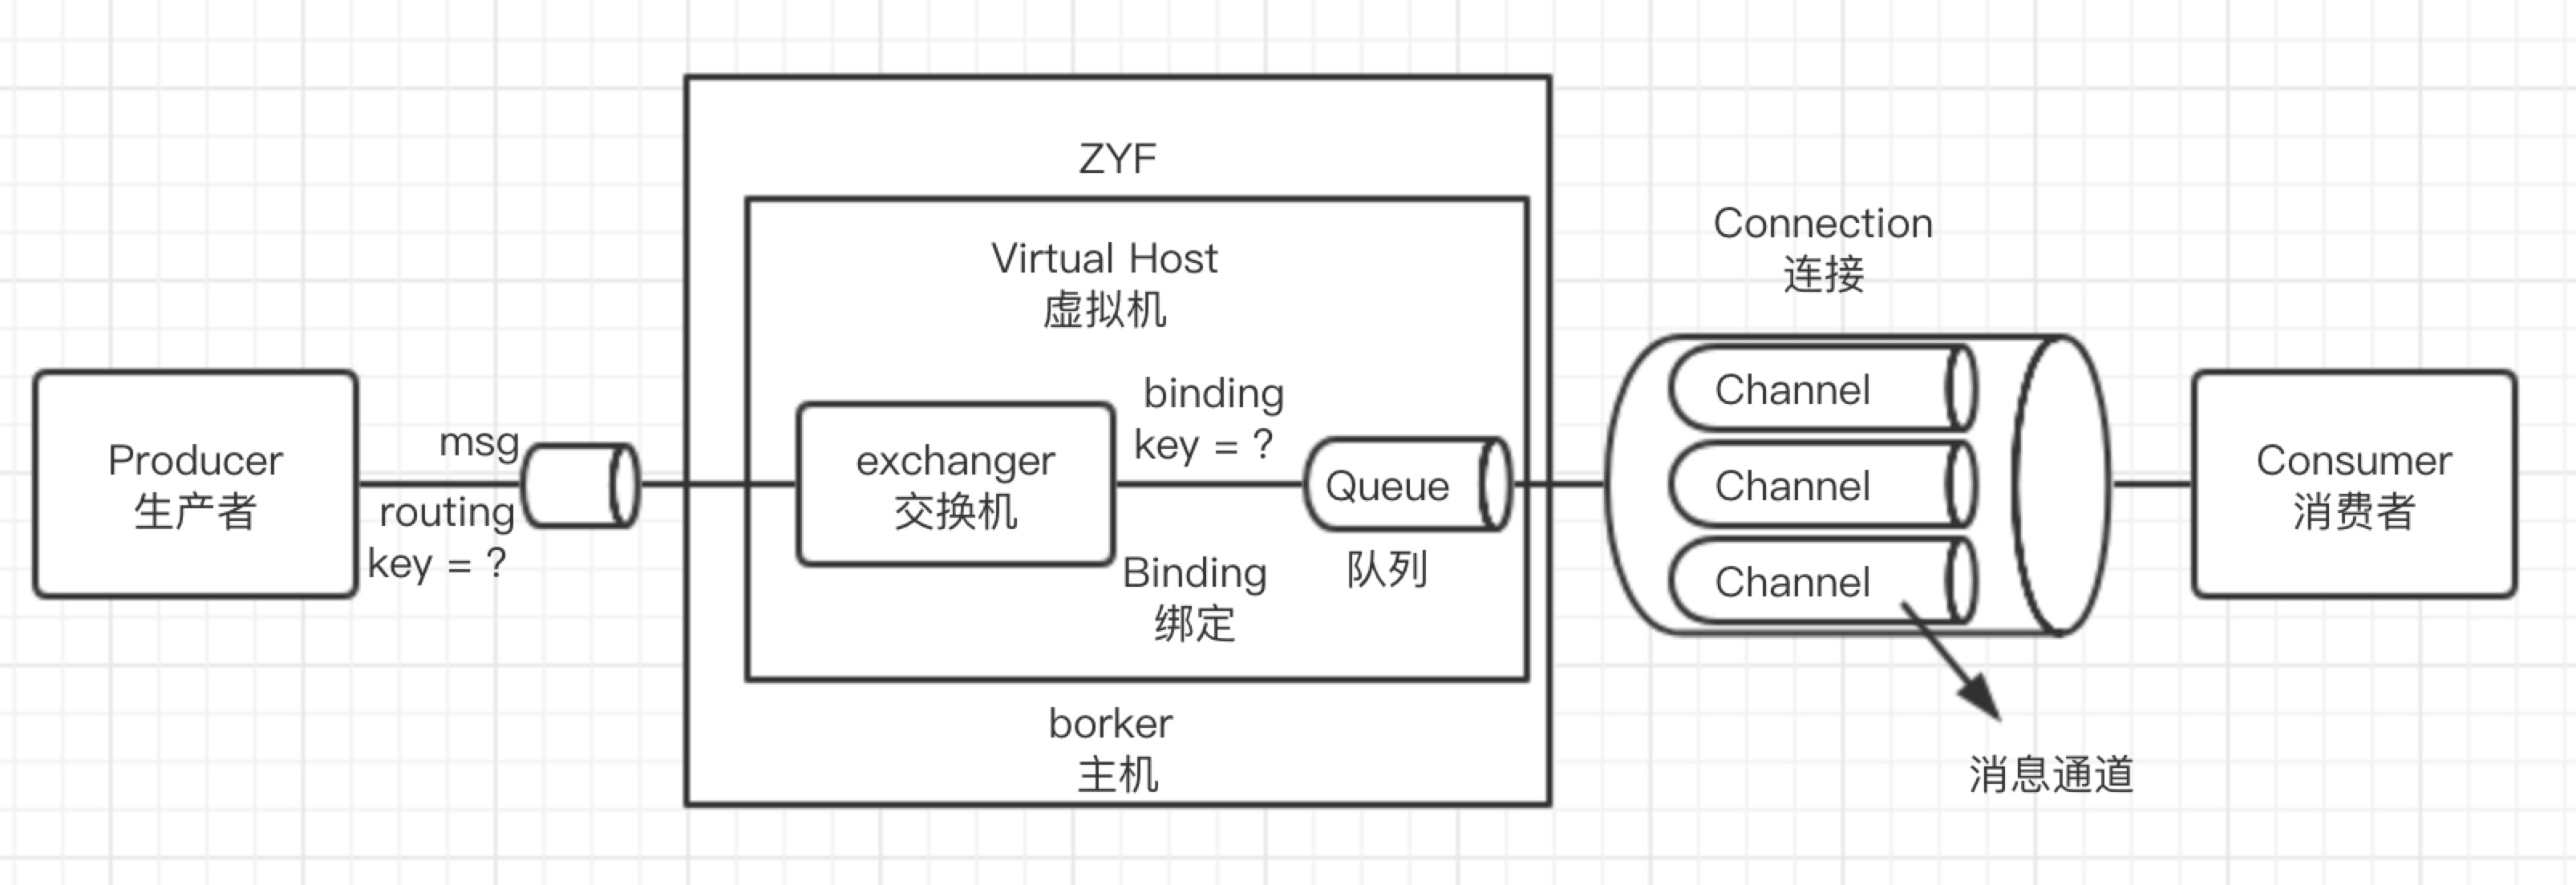 Producer
生产者
msg
routing
key = ?
ZYF
Virtual Host
虚拟机
exchanger
交换机
binding
key = ?
Binding
绑定
Queue
队列
borker
主机
Connection
连接
Channel
Channel
Channel
消息通道
Consumer
消费者